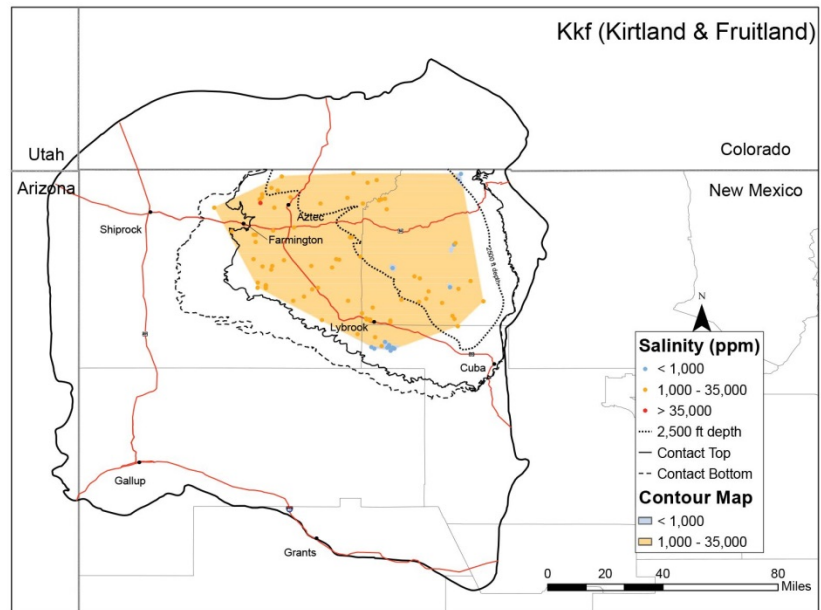 Kkf (Kirtland & Fruitland)
Utah
Colorado
Arizona
New Mexico
Shiprock
Aztec
Farmington
2,500 ft depth
Lybrook
Cuba
Gallup
Grants
N
Salinity (ppm)
< 1,000
1,000 - 35,000
> 35,000
2,500 ft depth
Contact Top
Contact Bottom
Contour Map
< 1,000
1,000 - 35,000
0 20 40 80
Miles